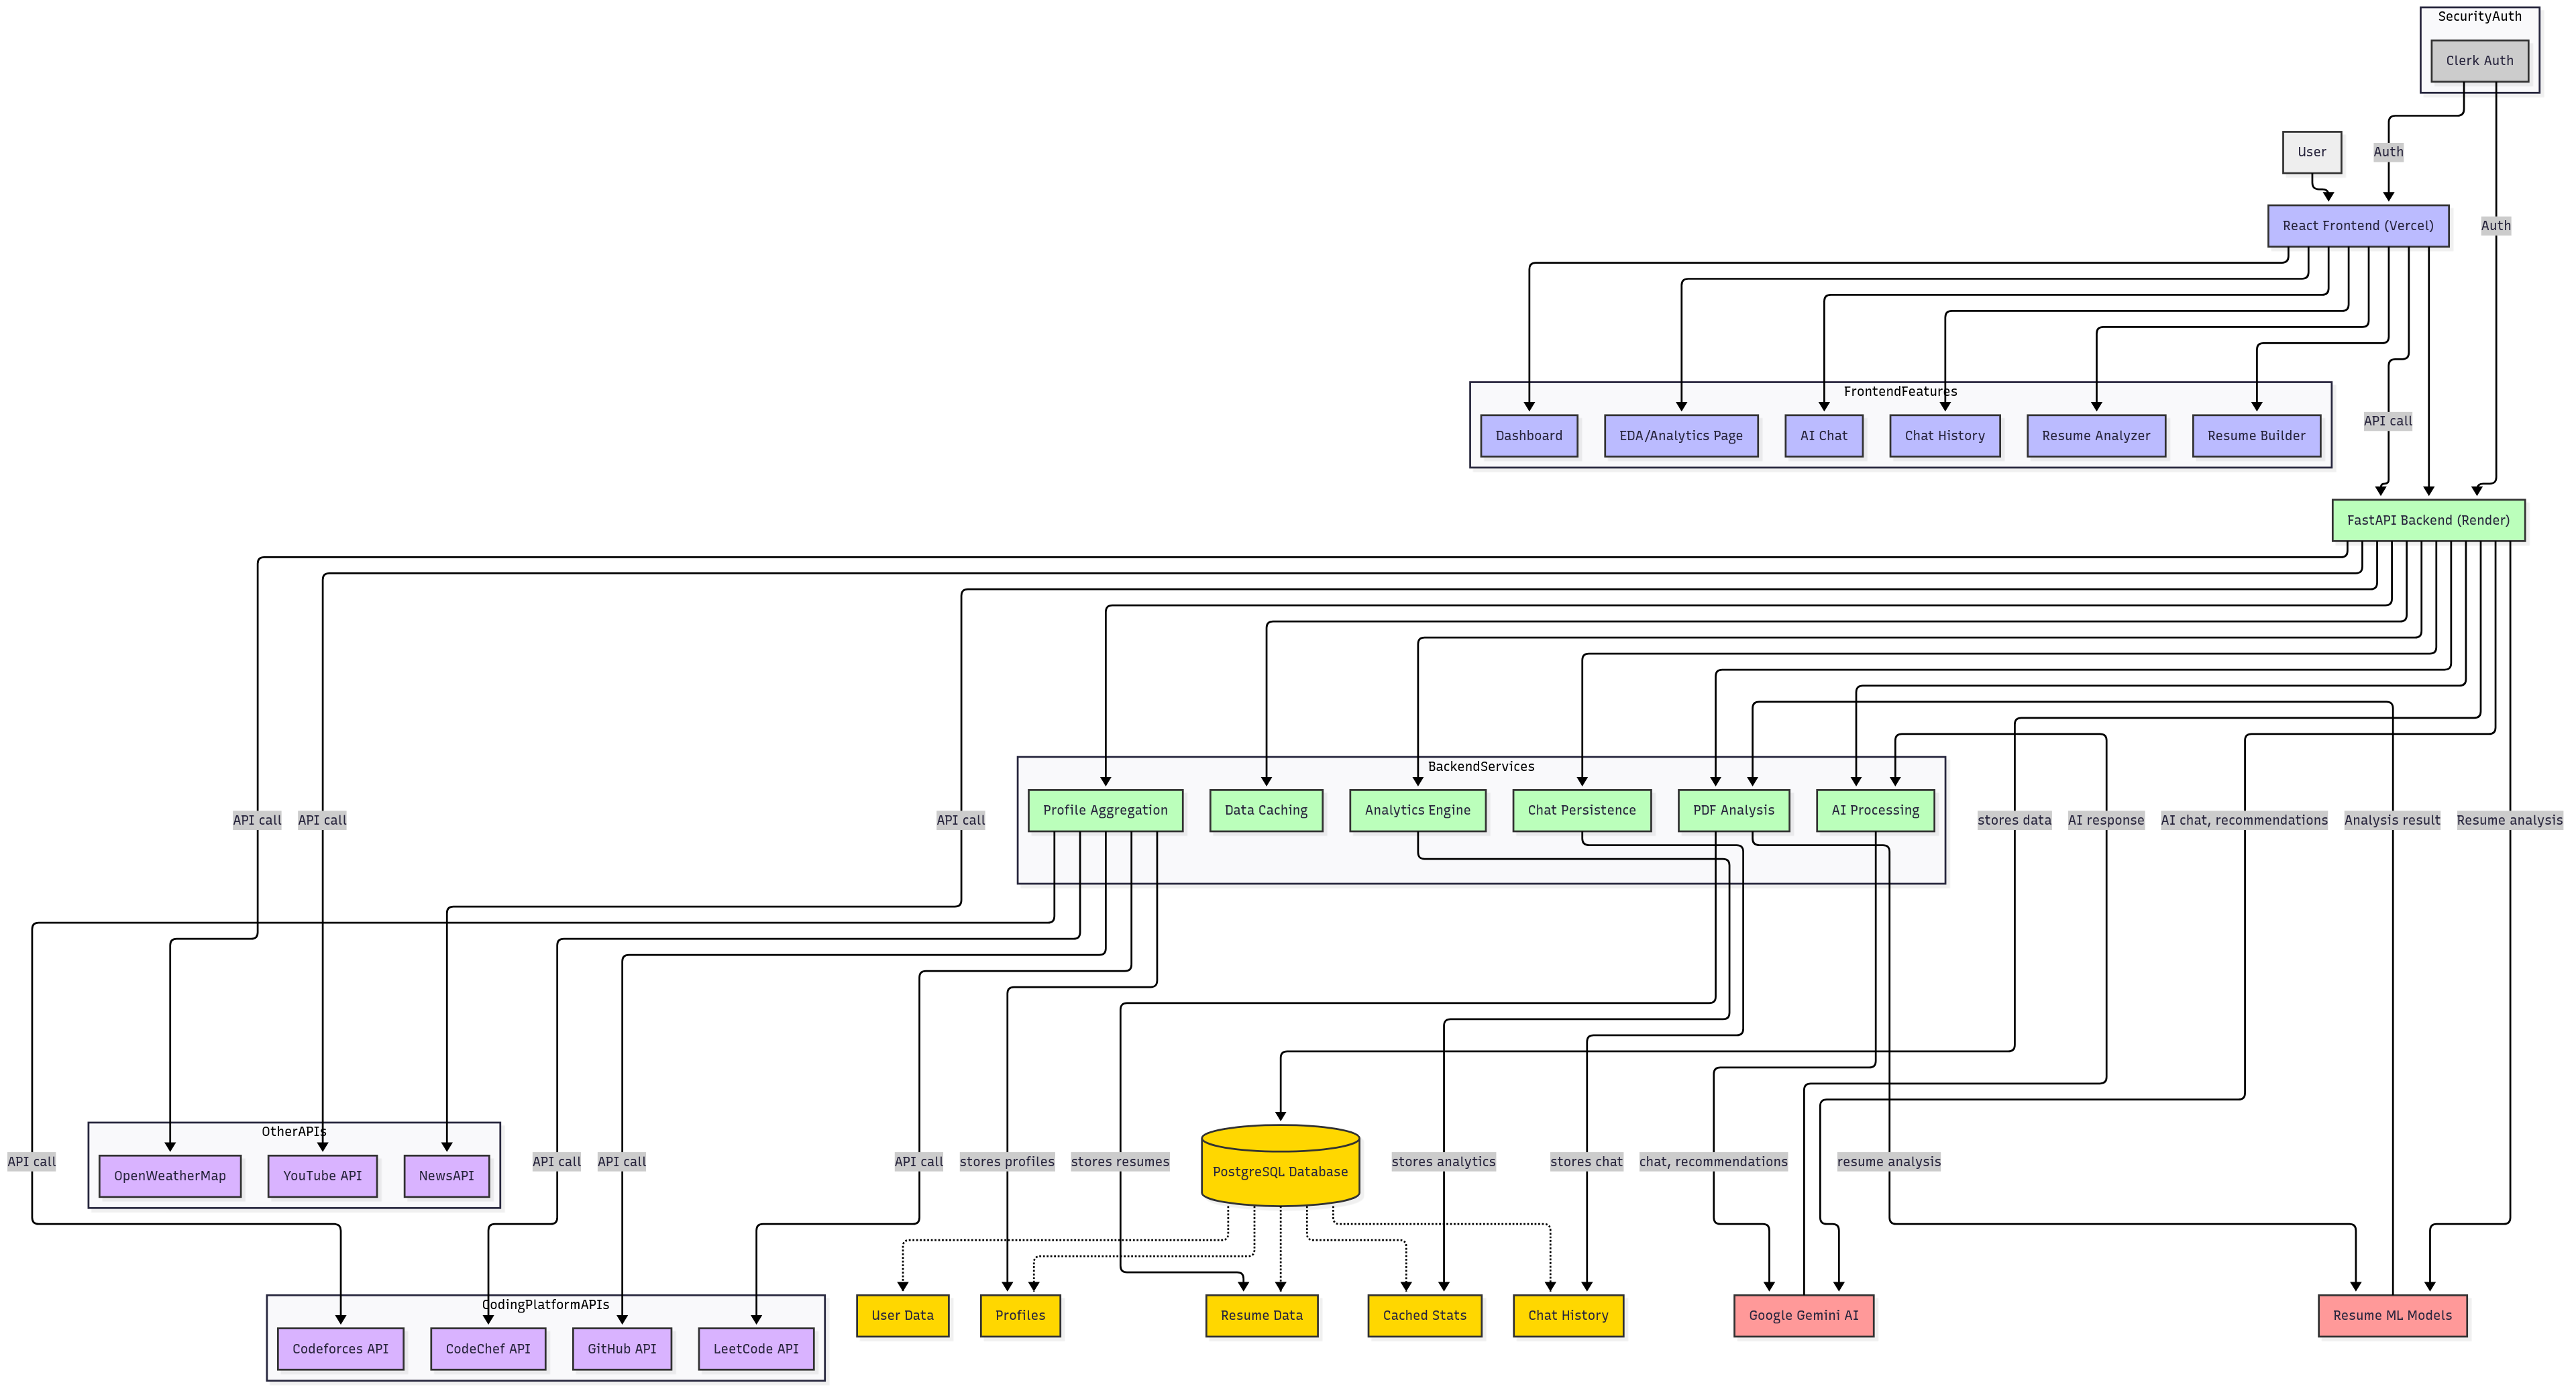 SecurityAuth
Clerk Auth
User
Auth
React Frontend (Vercel)
Auth
FrontendFeatures
Dashboard
EDA/Analytics Page
AI Chat
Chat History
Resume Analyzer
Resume Builder
API call
FastAPI Backend (Render)
BackendServices
Profile Aggregation
Data Caching
Analytics Engine
Chat Persistence
PDF Analysis
AI Processing
API call
API call
API call
stores data
AI response
AI chat, recommendations
Analysis result
Resume analysis
OtherAPIs
OpenWeatherMap
YouTube API
NewsAPI
API call
API call
API call
API call
stores profiles
stores resumes
PostgreSQL Database
stores analytics
stores chat
chat, recommendations
resume analysis
CodingPlatformAPIs
Codeforces API
CodeChef API
GitHub API
LeetCode API
User Data
Profiles
Resume Data
Cached Stats
Chat History
Google Gemini AI
Resume ML Models